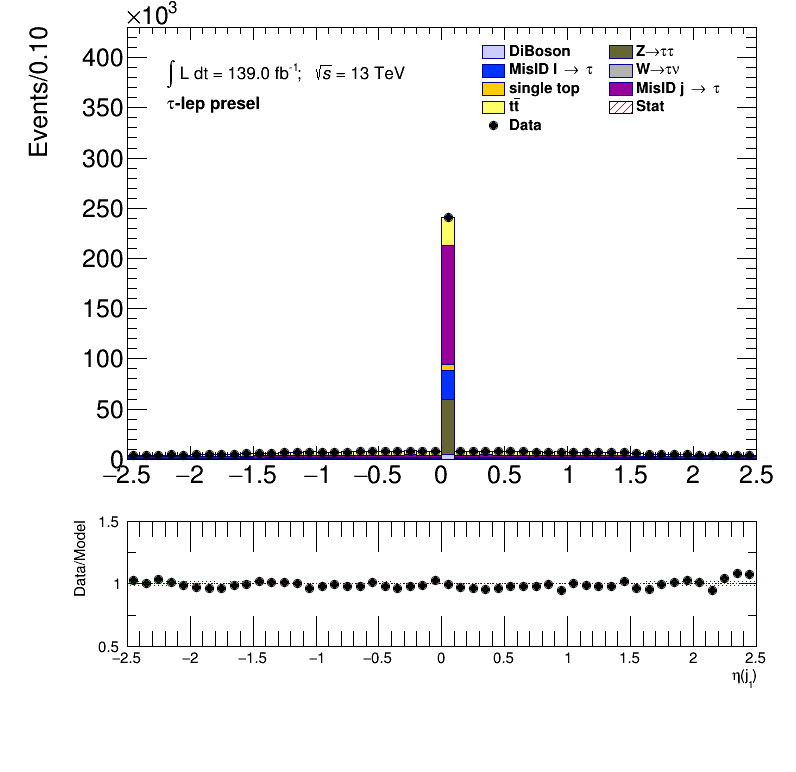 ×10³
Events/0.10
400
350
300
250
200
150
100
50
0
∫ L dt = 139.0 fb⁻¹; √s = 13 TeV
τ-lep presel
DiBoson
Z→ττ
MisID l → τ
W→τν
single top
MisID j → τ
tt̄
Stat
Data
−2.5 −2 −1.5 −1 −0.5 0 0.5 1 1.5 2 2.5
Data/Model
1.5
1
0.5
−2.5 −2 −1.5 −1 −0.5 0 0.5 1 1.5 2 2.5
η(j₁)